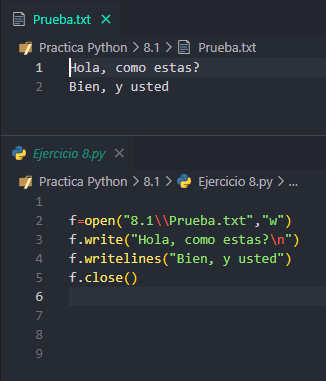 Prueba.txt ×
Practica Python > 8.1 > Prueba.txt
1 Hola, como estas?
2 Bien, y usted
Ejercicio 8.py ×
Practica Python > 8.1 > Ejercicio 8.py > ...
1
2 f=open("8.1\\Prueba.txt","w")
3 f.write("Hola, como estas?\n")
4 f.writelines("Bien, y usted")
5 f.close()
6
7
8
9